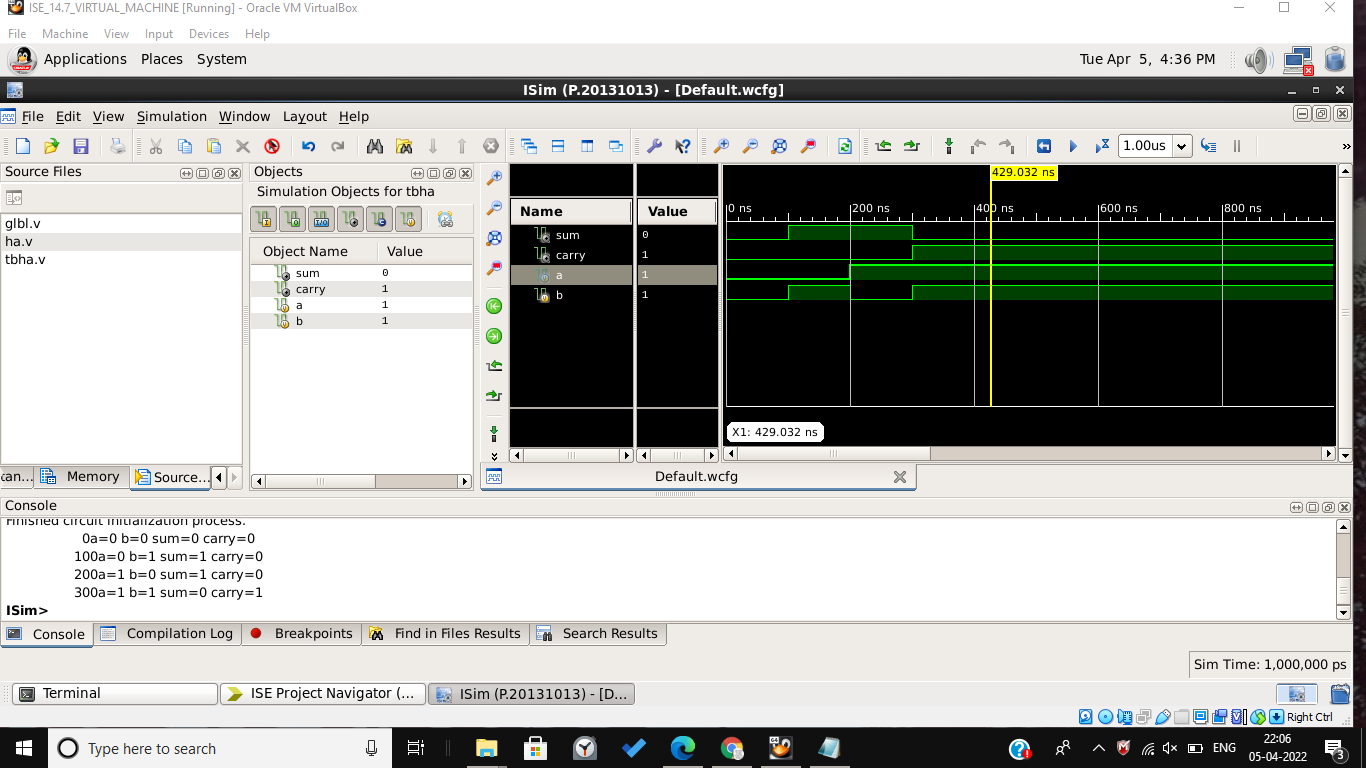 ISE_14.7_VIRTUAL_MACHINE [Running] - Oracle VM VirtualBox
File Machine View Input Devices Help
Applications Places System Tue Apr 5, 4:36 PM
ISim (P.20131013) - [Default.wcfg]
File Edit View Simulation Window Layout Help
1.00us
»
Source Files
glbl.v
ha.v
tbha.v
Memory
Source...
Objects
Simulation Objects for tbha
Object Name Value
sum 0
carry 1
a 1
b 1
Name Value
sum 0
carry 1
a 1
b 1
429.032 ns
0 ns 200 ns 400 ns 600 ns 800 ns
X1: 429.032 ns
Default.wcfg
Console
Finished circuit initialization process.
0a=0 b=0 sum=0 carry=0
100a=0 b=1 sum=1 carry=0
200a=1 b=0 sum=1 carry=0
300a=1 b=1 sum=0 carry=1
ISim>
Console Compilation Log Breakpoints Find in Files Results Search Results
Sim Time: 1,000,000 ps
Terminal ISE Project Navigator (... ISim (P.20131013) - [D...
Right Ctrl
Type here to search
ENG
22:06
05-04-2022
3